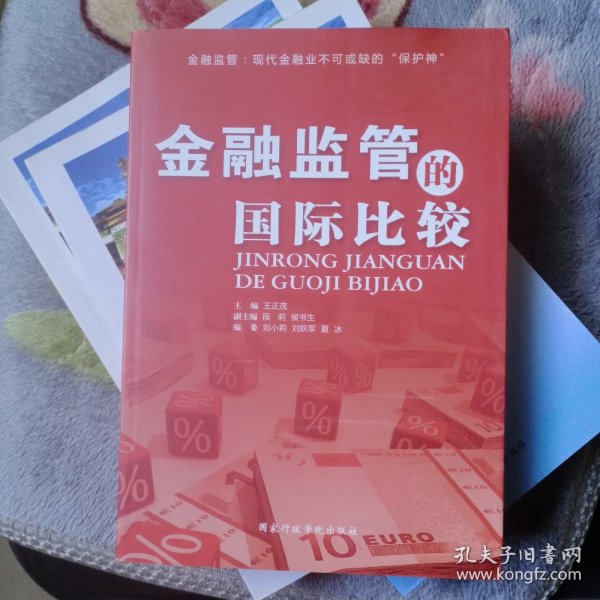 金融监管：现代金融业不可或缺的“保护神”
金融监管的
国际比较
JINRONG JIANGUAN
DE GUOJI BIJIAO
主 编 王正茂
副主编 段 莉 侯书生
编 委 刘小莉 刘跃军 夏 冰
%
10 EURO
国家行政学院出版社
孔夫子旧书网
www.kongfz.com